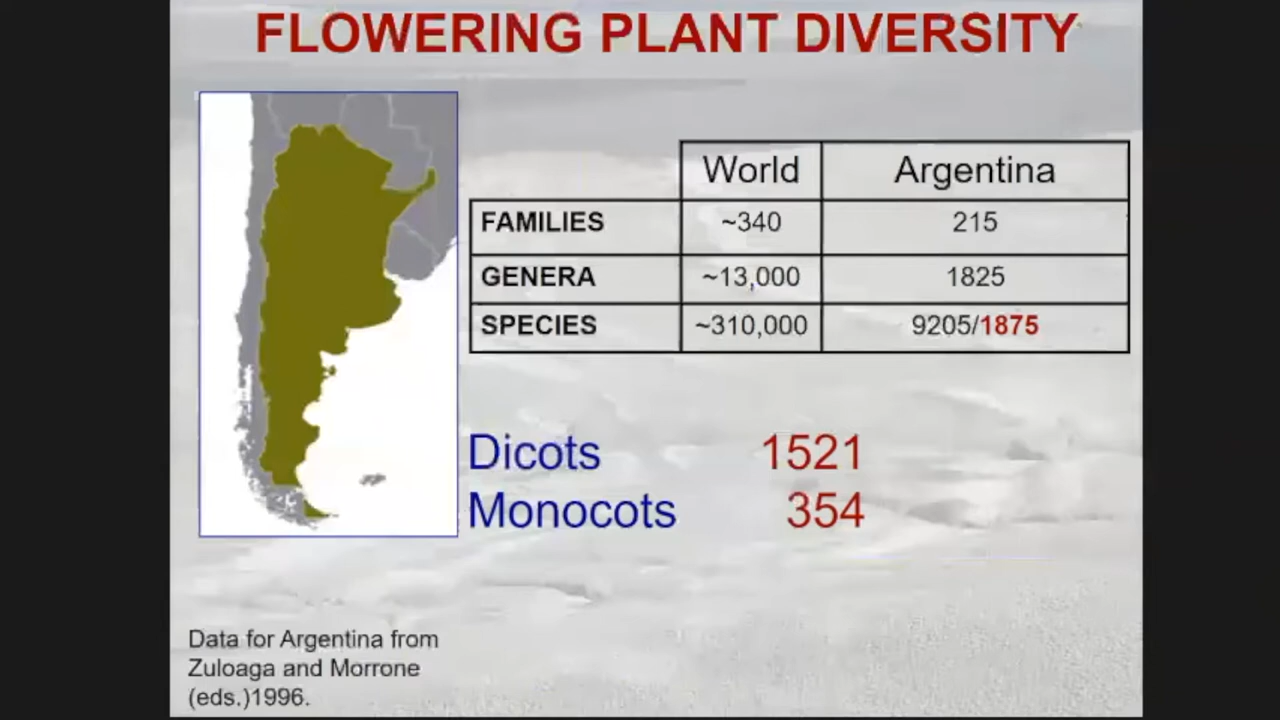 FLOWERING PLANT DIVERSITY
World Argentina
FAMILIES ~340 215
GENERA ~13,000 1825
SPECIES ~310,000 9205/1875
Dicots 1521
Monocots 354
Data for Argentina from
Zuloaga and Morrone
(eds.)1996.